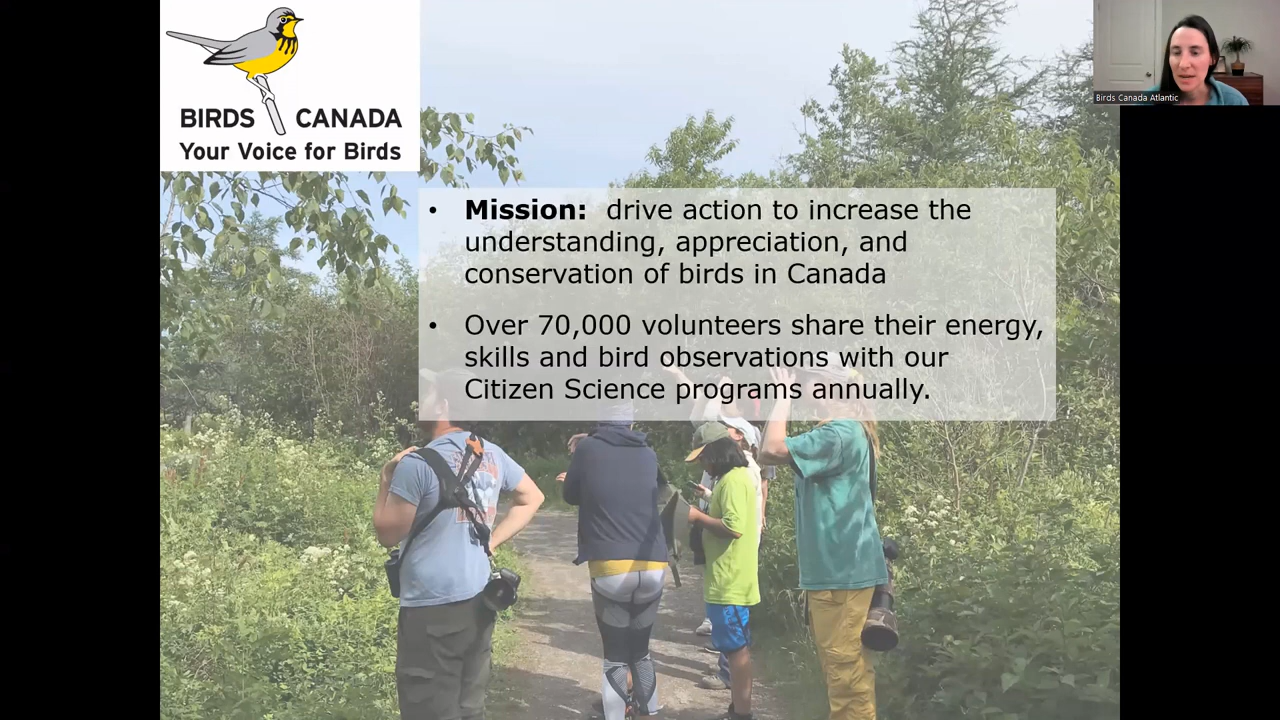 BIRDS CANADA
Your Voice for Birds
Birds Canada Atlantic
• Mission: drive action to increase the
understanding, appreciation, and
conservation of birds in Canada
• Over 70,000 volunteers share their energy,
skills and bird observations with our
Citizen Science programs annually.